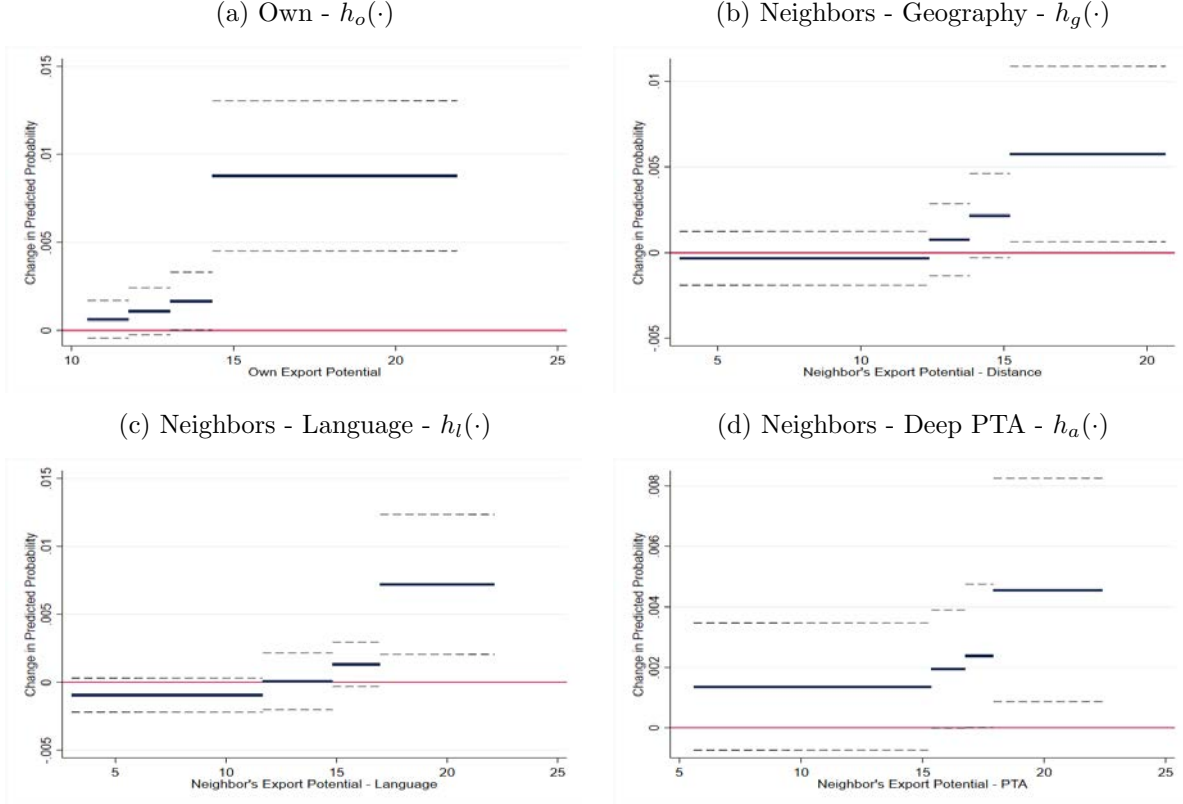 (a) Own - h_o(·)
.015
.01
.005
0
Change in Predicted Probability
10 15 20 25
Own Export Potential
(b) Neighbors - Geography - h_g(·)
.01
.005
0
-.005
Change in Predicted Probability
5 10 15 20
Neighbor's Export Potential - Distance
(c) Neighbors - Language - h_l(·)
.015
.01
.005
0
-.005
Change in Predicted Probability
5 10 15 20 25
Neighbor's Export Potential - Language
(d) Neighbors - Deep PTA - h_a(·)
.008
.006
.004
.002
0
Change in Predicted Probability
5 10 15 20 25
Neighbor's Export Potential - PTA